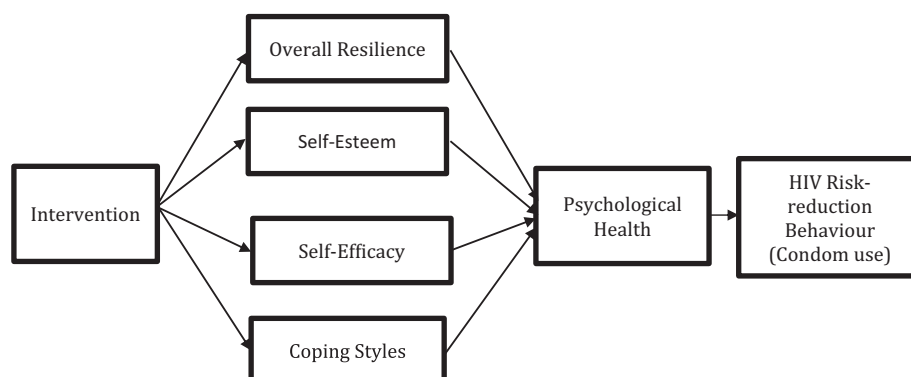 Overall Resilience
Self-Esteem
Intervention
Self-Efficacy
Coping Styles
Psychological
Health
HIV Risk-
reduction
Behaviour
(Condom use)